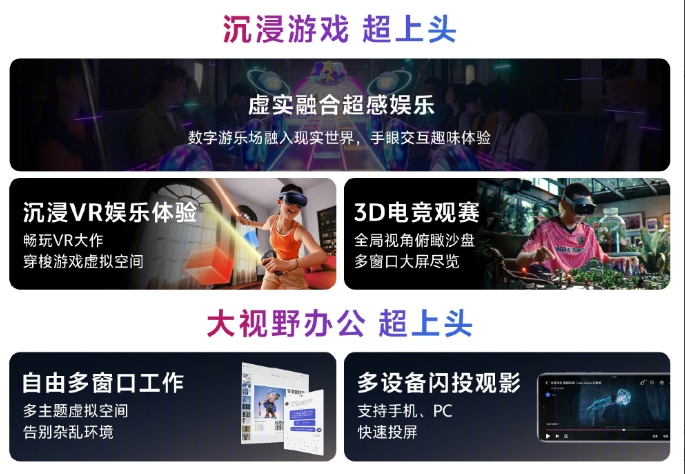 沉浸游戏 超上头
虚实融合超感娱乐
数字游乐场融入现实世界，手眼交互趣味体验
沉浸VR娱乐体验
畅玩VR大作
穿梭游戏虚拟空间
3D电竞观赛
全局视角俯瞰沙盘
多窗口大屏尽览
大视野办公 超上头
自由多窗口工作
多主题虚拟空间
告别杂乱环境
多设备闪投观影
支持手机、PC
快速投屏